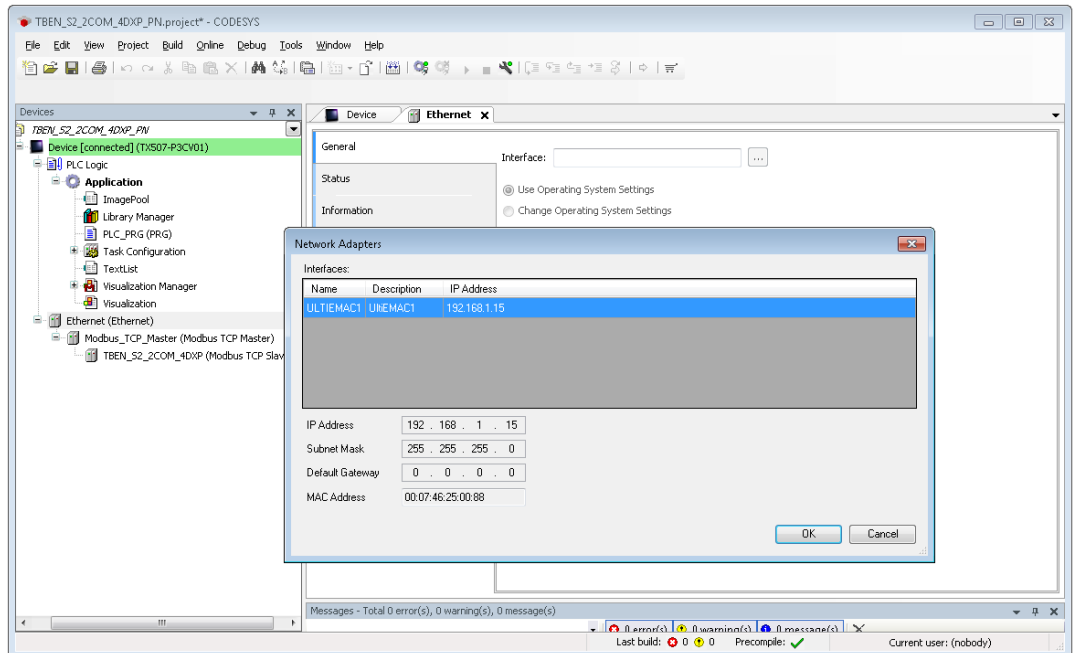 TBEN_S2_2COM_4DXP_PN.project* - CODESYS
File Edit View Project Build Online Debug Tools Window Help
Devices
TBEN_S2_2COM_4DXP_PN
Device [connected] (TX507-P3CV01)
PLC Logic
Application
ImagePool
Library Manager
PLC_PRG (PRG)
Task Configuration
TextList
Visualization Manager
Visualization
Ethernet (Ethernet)
Modbus_TCP_Master (Modbus TCP Master)
TBEN_S2_2COM_4DXP (Modbus TCP Slav
Device
Ethernet
General
Status
Information
Interface:
...
Use Operating System Settings
Change Operating System Settings
Network Adapters
Interfaces:
Name Description IP Address
ULTIEMAC1 UltiEMAC1 192.168.1.15
IP Address 192 . 168 . 1 . 15
Subnet Mask 255 . 255 . 255 . 0
Default Gateway 0 . 0 . 0 . 0
MAC Address 00:07:46:25:00:88
OK Cancel
Messages - Total 0 error(s), 0 warning(s), 0 message(s)
0 error(s) 0 warning(s) 0 message(s)
Last build: 0 0 Precompile: Current user: (nobody)